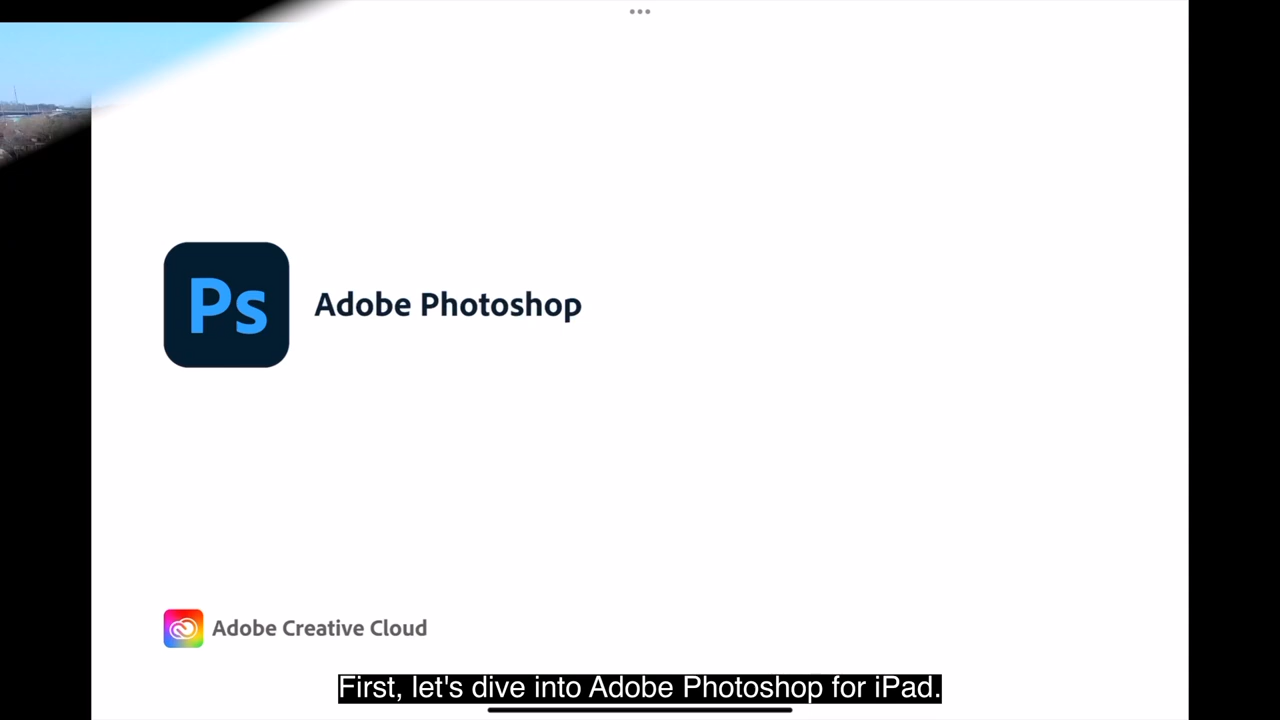 Ps
Adobe Photoshop
Adobe Creative Cloud
First, let's dive into Adobe Photoshop for iPad.